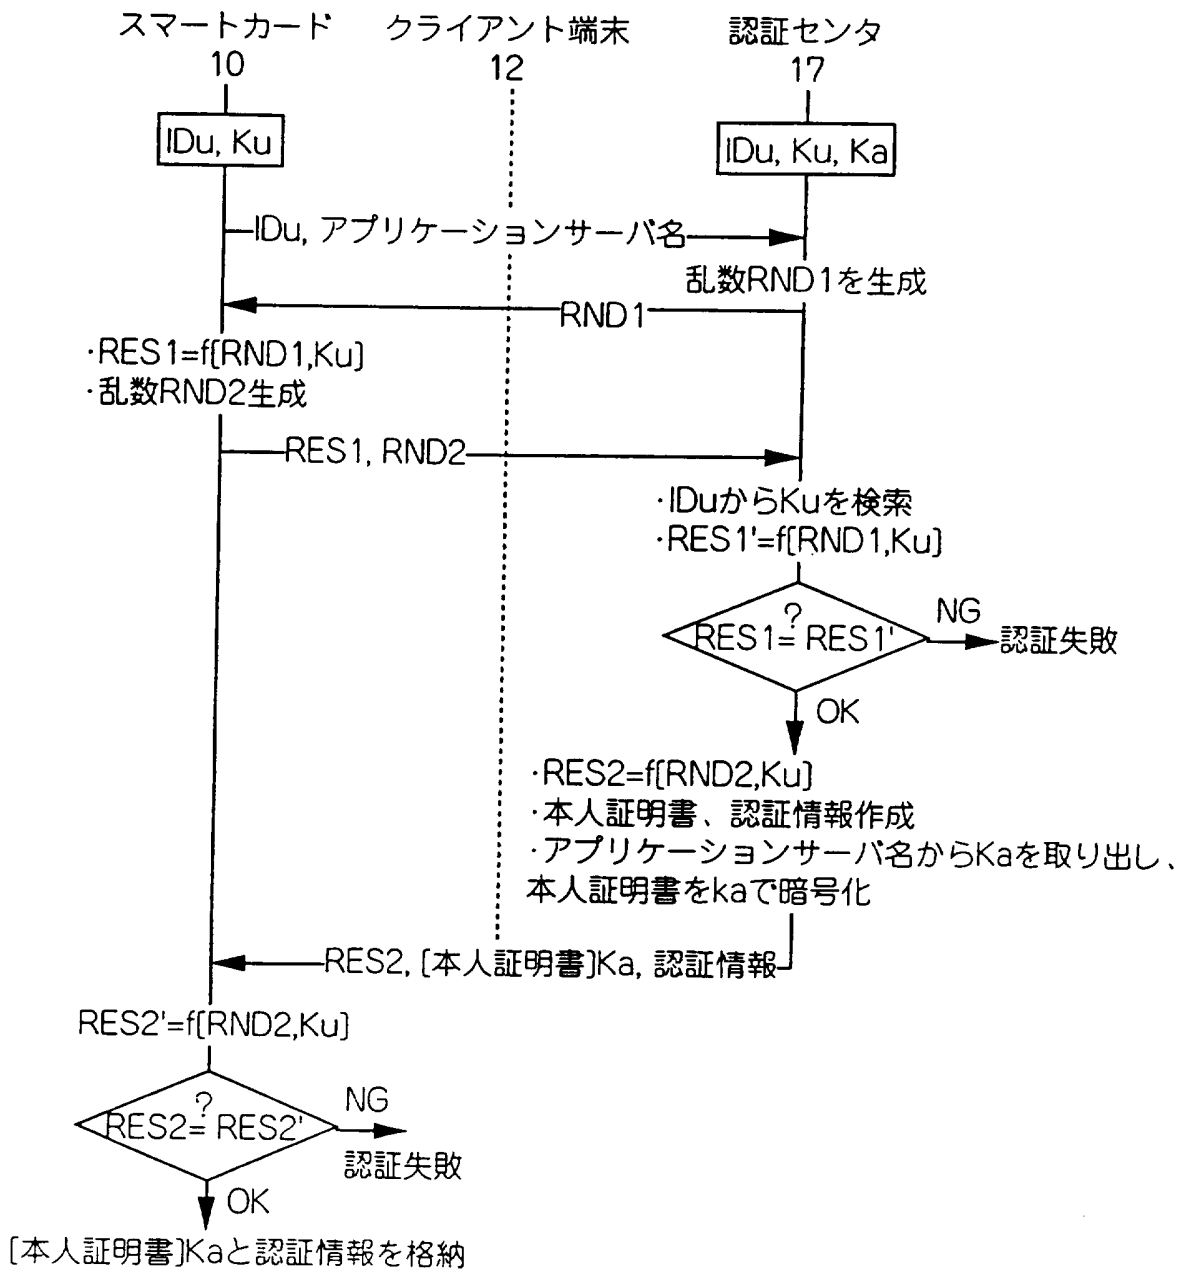 スマートカード クライアント端末 認証センタ
10 12 17
IDu, Ku
IDu, Ku, Ka
IDu, アプリケーションサーバ名
乱数RND1を生成
RND1
・RES1=f[RND1,Ku]
・乱数RND2生成
RES1, RND2
・IDuからKuを検索
・RES1'=f[RND1,Ku]
?
RES1= RES1'
NG
認証失敗
OK
・RES2=f[RND2,Ku]
・本人証明書、認証情報作成
・アプリケーションサーバ名からKaを取り出し、
本人証明書をkaで暗号化
RES2, [本人証明書]Ka, 認証情報
RES2'=f[RND2,Ku]
?
RES2= RES2'
NG
認証失敗
OK
[本人証明書]Kaと認証情報を格納